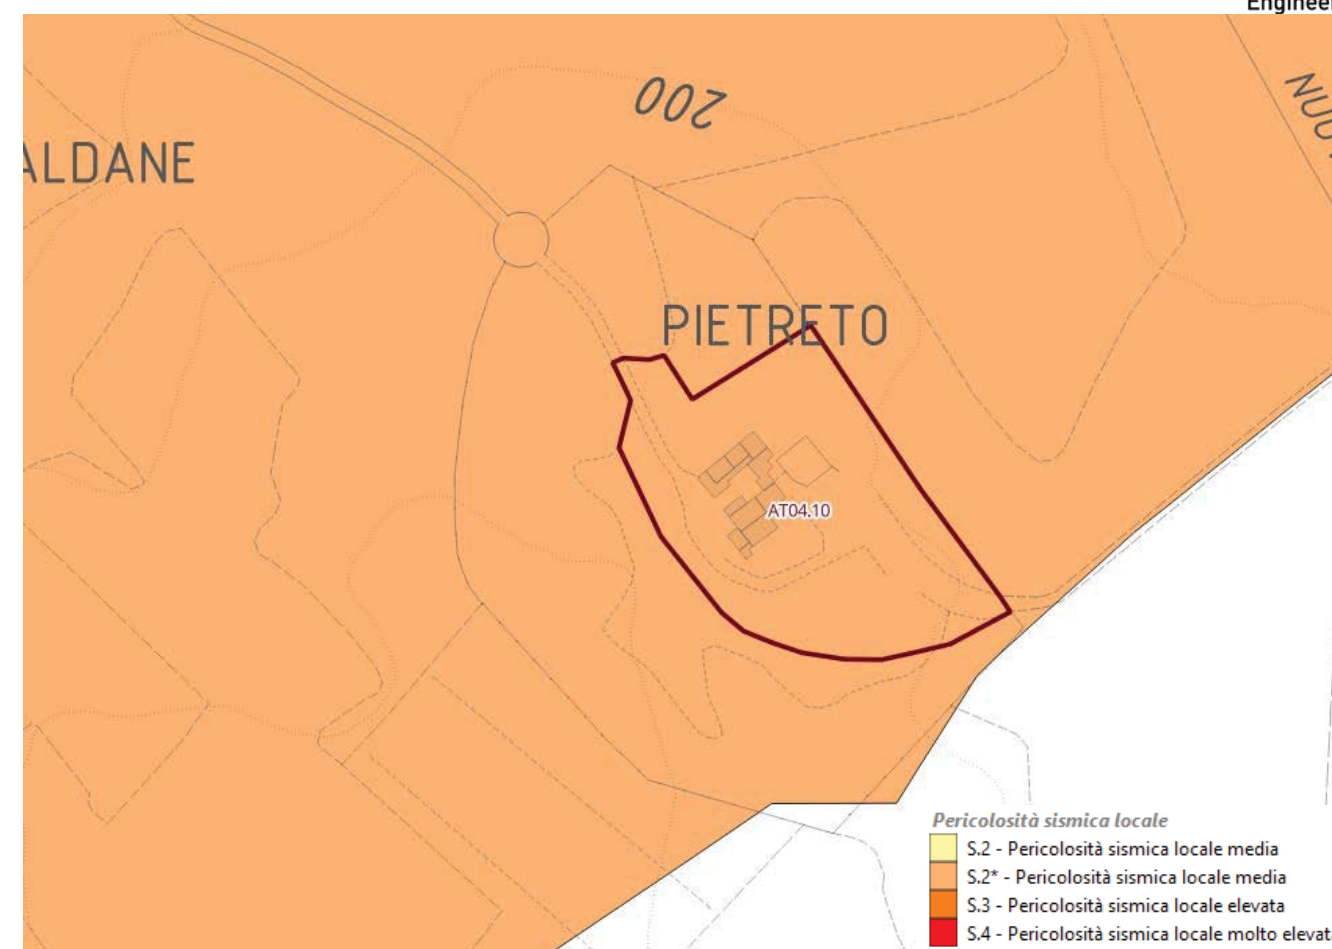 200
ALDANE
PIETRETO
AT04.10
Pericolosità sismica locale
S.2 - Pericolosità sismica locale media
S.2* - Pericolosità sismica locale media
S.3 - Pericolosità sismica locale elevata
S.4 - Pericolosità sismica locale molto elevat